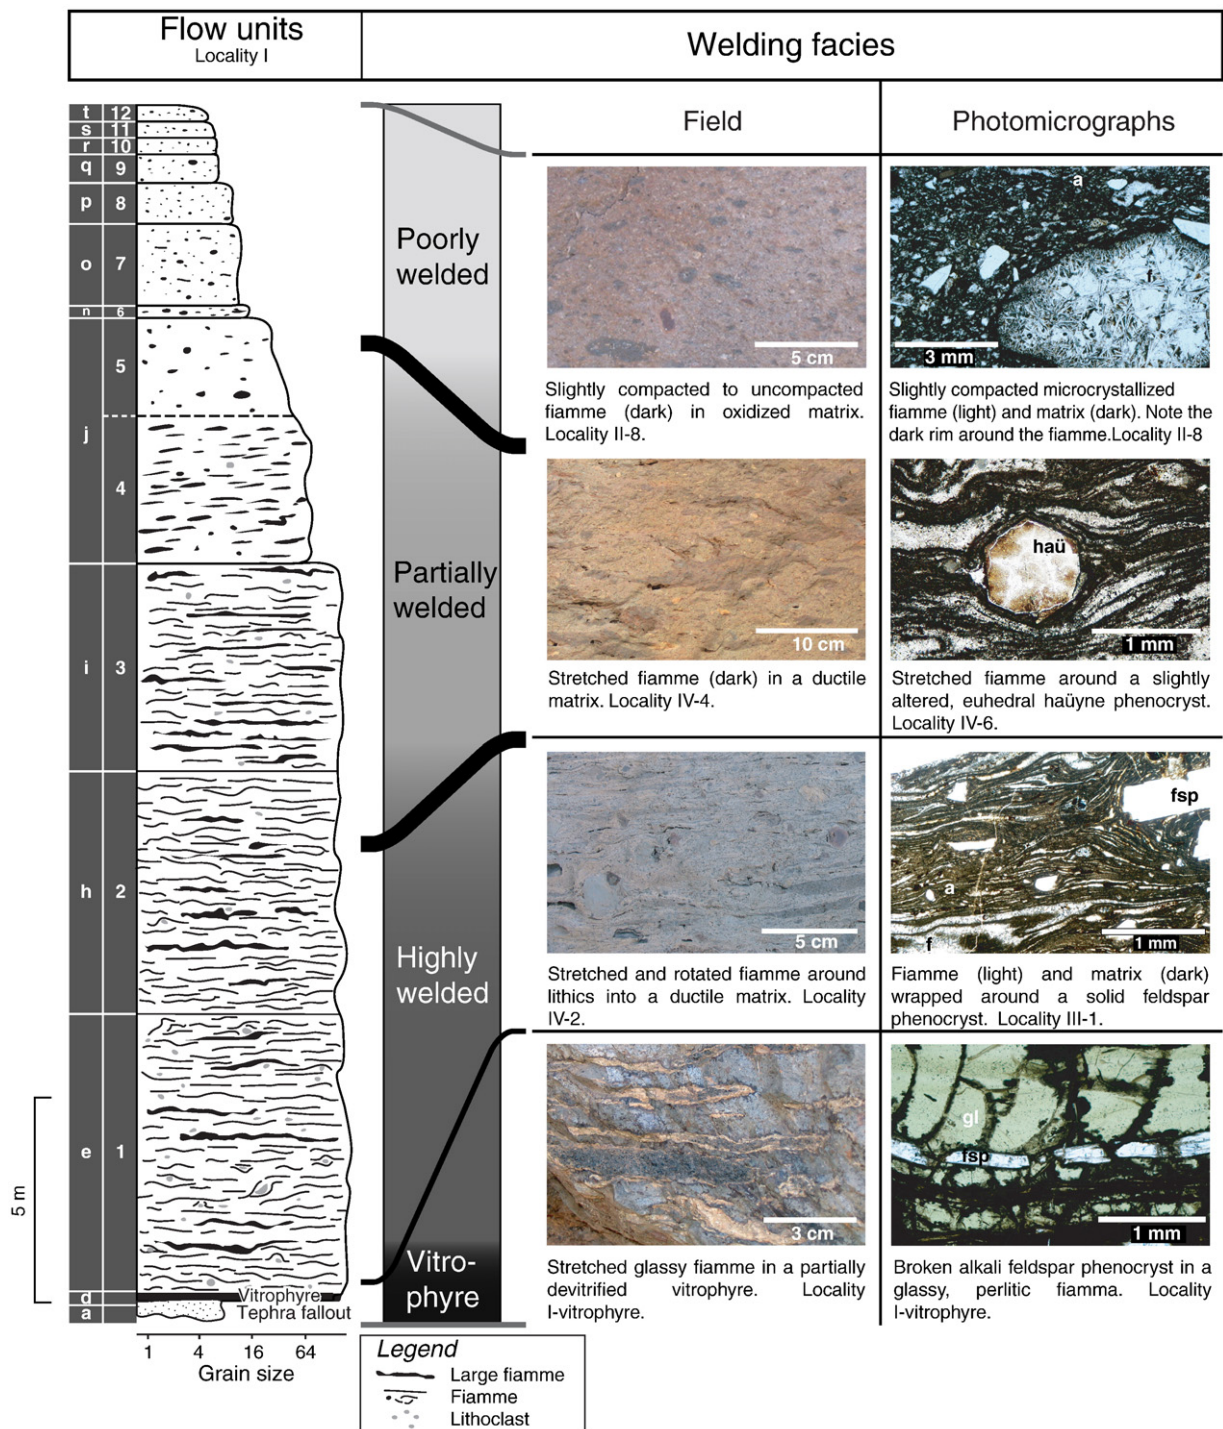 Flow units
Locality I
Welding facies
Field
Photomicrographs
t 12
s 11
r 10
q 9
p 8
o 7
n 6
j
5
4
i 3
h 2
e 1
d
a
Vitrophyre
Tephra fallout
5 m
1 4 16 64
Grain size
Poorly
welded
Partially
welded
Highly
welded
Vitro-
phyre
5 cm
Slightly compacted to uncompacted
fiamme (dark) in oxidized matrix.
Locality II-8.
a
f
3 mm
Slightly compacted microcrystallized
fiamme (light) and matrix (dark). Note the
dark rim around the fiamme.Locality II-8
10 cm
Stretched fiamme (dark) in a ductile
matrix. Locality IV-4.
haü
1 mm
Stretched fiamme around a slightly
altered, euhedral haüyne phenocryst.
Locality IV-6.
5 cm
Stretched and rotated fiamme around
lithics into a ductile matrix. Locality
IV-2.
fsp
a
f
1 mm
Fiamme (light) and matrix (dark)
wrapped around a solid feldspar
phenocryst. Locality III-1.
3 cm
Stretched glassy fiamme in a partially
devitrified vitrophyre. Locality
I-vitrophyre.
gl
fsp
1 mm
Broken alkali feldspar phenocryst in a
glassy, perlitic fiamma. Locality
I-vitrophyre.
Legend
Large fiamme
Fiamme
Lithoclast